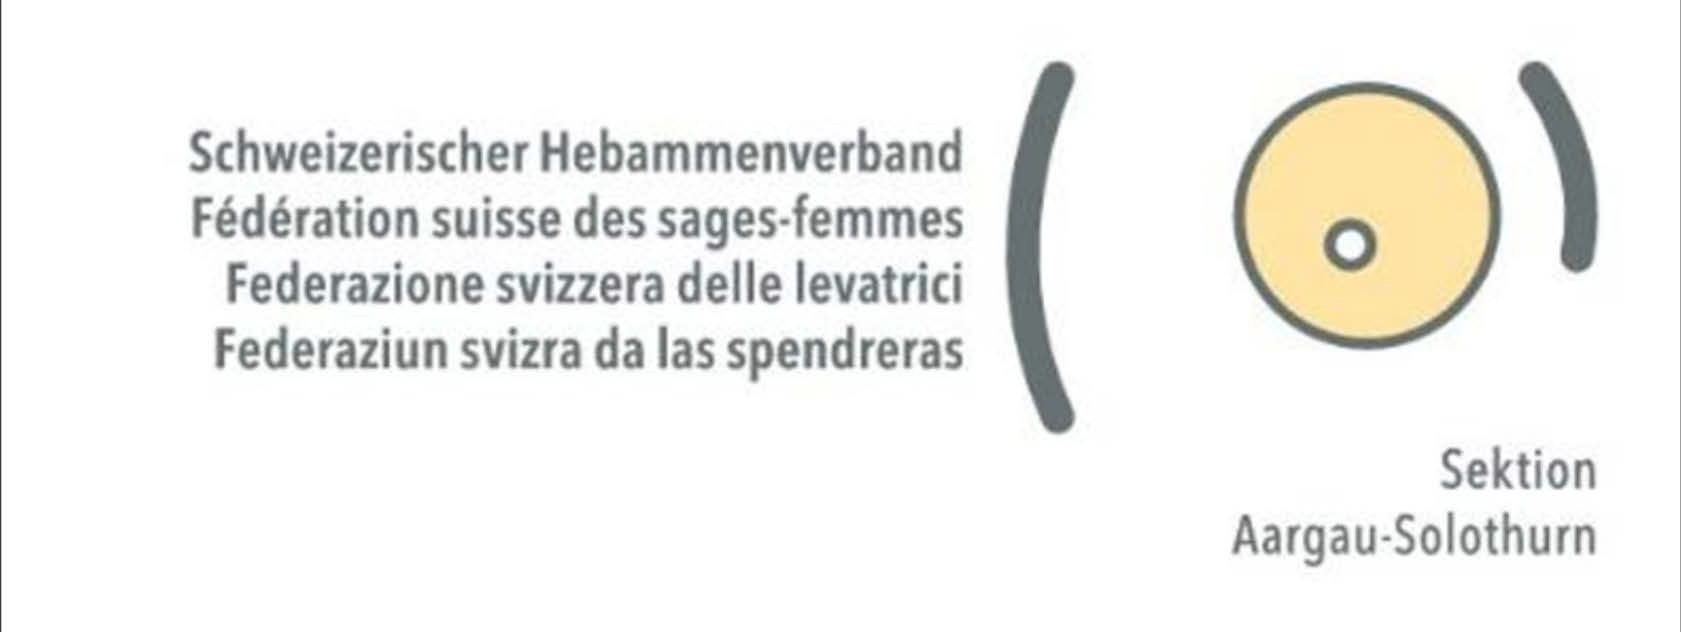 Schweizerischer Hebammenverband
Fédération suisse des sages-femmes
Federazione svizzera delle levatrici
Federaziun svizra da las spendreras
Sektion
Aargau-Solothurn